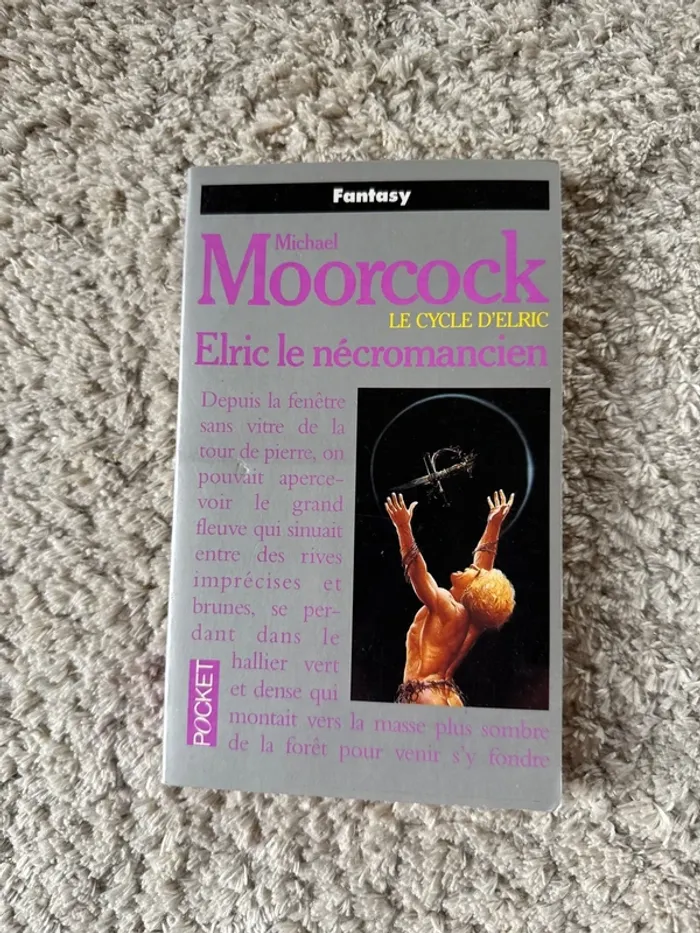 Fantasy
Michael
Moorcock
LE CYCLE D'ELRIC
Elric le nécromancien
Depuis la fenêtre
sans vitre de la
tour de pierre, on
pouvait aperce-
voir le grand
fleuve qui sinuait
entre des rives
imprécises et
brunes, se per-
dant dans le
hallier vert
et dense qui
montait vers la masse plus sombre
de la forêt pour venir s'y fondre
POCKET